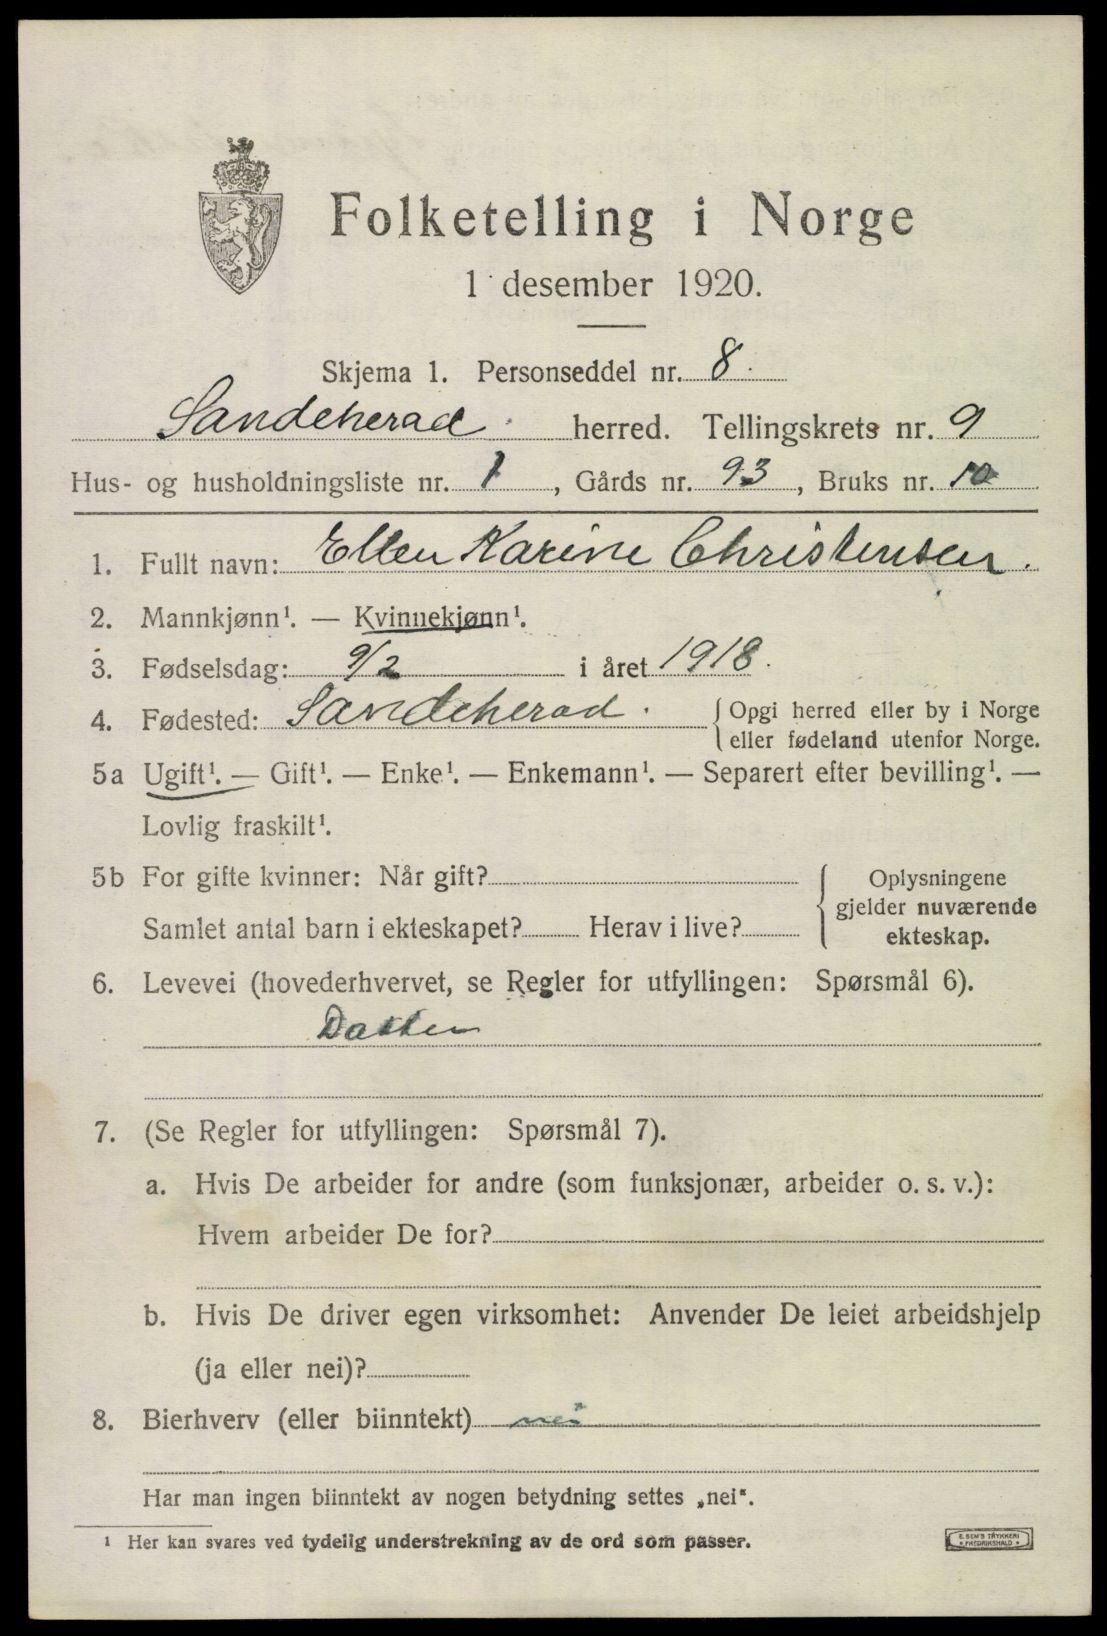 Folketelling i Norge
1 desember 1920.
Skjema 1. Personseddel nr. 8.
Sandeherad herred. Tellingskrets nr. 9
Hus- og husholdningsliste nr. 1, Gårds nr. 93, Bruks nr. 10
1. Fullt navn: Ellen Karine Christensen.
2. Mannkjønn¹. — Kvinnekjønn¹.
3. Fødselsdag: 9/2 i året 1918.
4. Fødested: Sandeherad. Opgi herred eller by i Norge
eller fødeland utenfor Norge.
5a Ugift¹. — Gift¹. — Enke¹. — Enkemann¹. — Separert efter bevilling¹. —
Lovlig fraskilt¹.
5b For gifte kvinner: Når gift? Oplysningene
gjelder nuværende
Samlet antal barn i ekteskapet? Herav i live? ekteskap.
6. Levevei (hovederhvervet, se Regler for utfyllingen: Spørsmål 6).
Datter
7. (Se Regler for utfyllingen: Spørsmål 7).
a. Hvis De arbeider for andre (som funksjonær, arbeider o. s. v.):
Hvem arbeider De for?
b. Hvis De driver egen virksomhet: Anvender De leiet arbeidshjelp
(ja eller nei)?
8. Bierhverv (eller biinntekt) nei
Har man ingen biinntekt av nogen betydning settes „nei“.
¹ Her kan svares ved tydelig understrekning av de ord som passer.
E. SEM'S TRYKKERI
• FREDRIKSHALD •